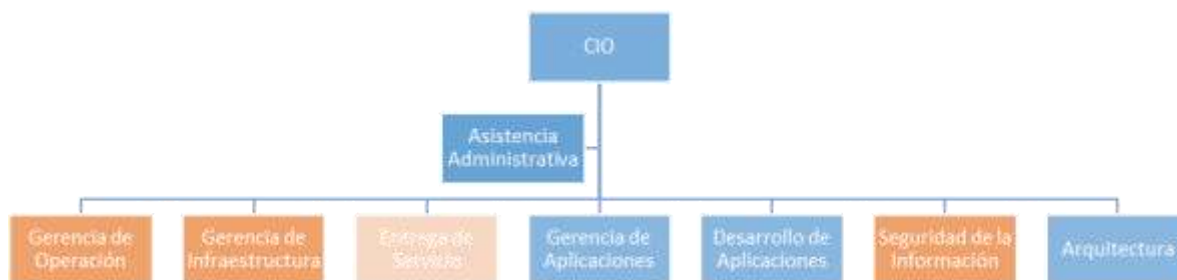 CIO
Asistencia
Administrativa
Gerencia de
Operación
Gerencia de
Infraestructura
Entrega de
Servicio
Gerencia de
Aplicaciones
Desarrollo de
Aplicaciones
Seguridad de la
Información
Arquitectura